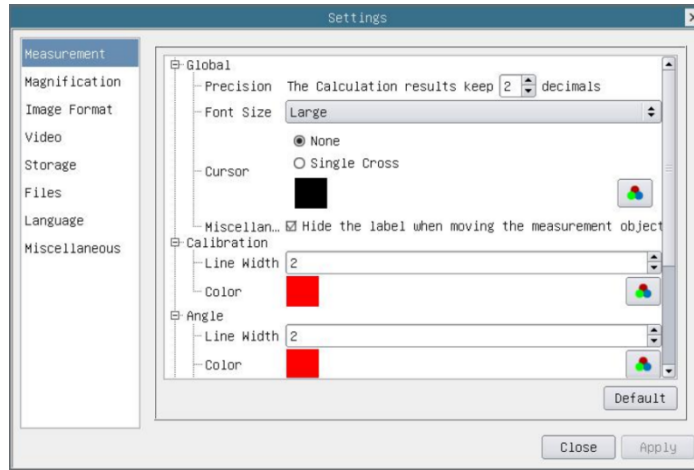 Settings
Measurement
Magnification
Image Format
Video
Storage
Files
Language
Miscellaneous
Global
Precision The Calculation results keep 2 decimals
Font Size Large
None
Single Cross
Cursor
Miscellan... Hide the label when moving the measurement object
Calibration
Line Width 2
Color
Angle
Line Width 2
Color
Default
Close Apply